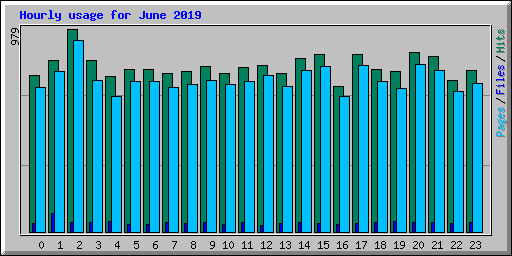 Hourly usage for June 2019
979
Pages/Files/Hits
0 1 2 3 4 5 6 7 8 9 10 11 12 13 14 15 16 17 18 19 20 21 22 23